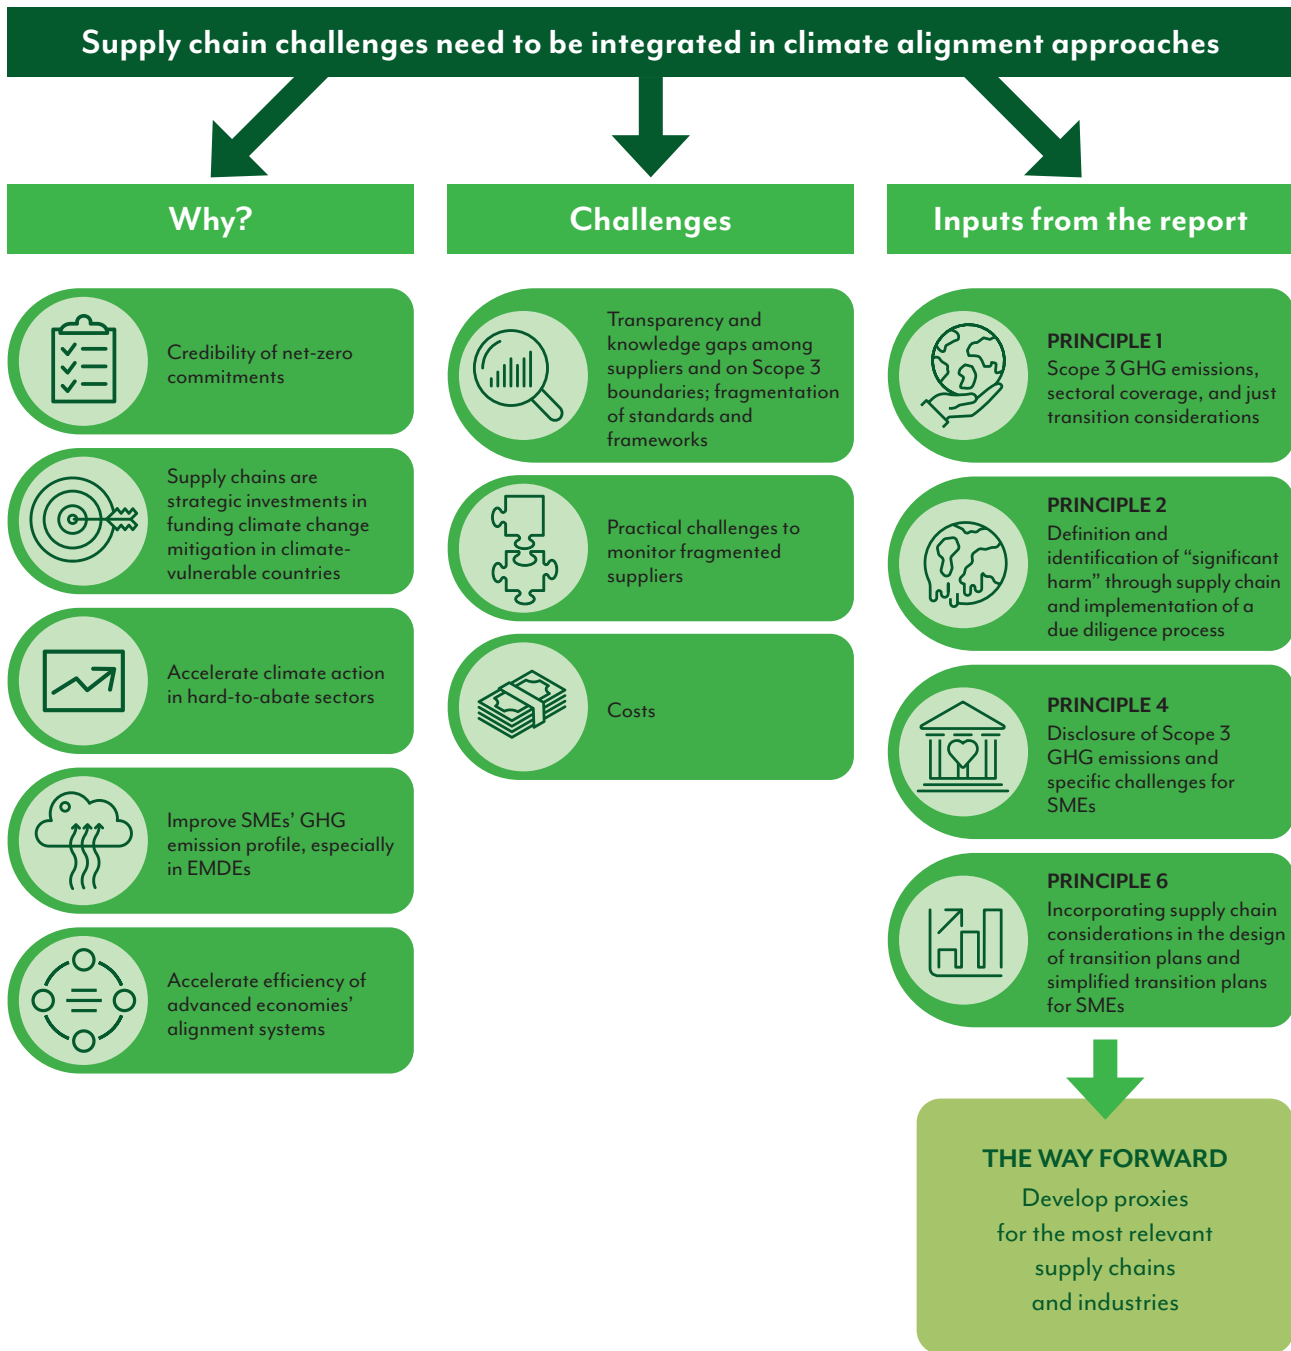 Supply chain challenges need to be integrated in climate alignment approaches
Why?
Credibility of net-zero
commitments
Supply chains are
strategic investments in
funding climate change
mitigation in climate-
vulnerable countries
Accelerate climate action
in hard-to-abate sectors
Improve SMEs’ GHG
emission profile, especially
in EMDEs
Accelerate efficiency of
advanced economies’
alignment systems
Challenges
Transparency and
knowledge gaps among
suppliers and on Scope 3
boundaries; fragmentation
of standards and
frameworks
Practical challenges to
monitor fragmented
suppliers
Costs
Inputs from the report
PRINCIPLE 1
Scope 3 GHG emissions,
sectoral coverage, and just
transition considerations
PRINCIPLE 2
Definition and
identification of “significant
harm” through supply chain
and implementation of a
due diligence process
PRINCIPLE 4
Disclosure of Scope 3
GHG emissions and
specific challenges for
SMEs
PRINCIPLE 6
Incorporating supply chain
considerations in the design
of transition plans and
simplified transition plans
for SMEs
THE WAY FORWARD
Develop proxies
for the most relevant
supply chains
and industries